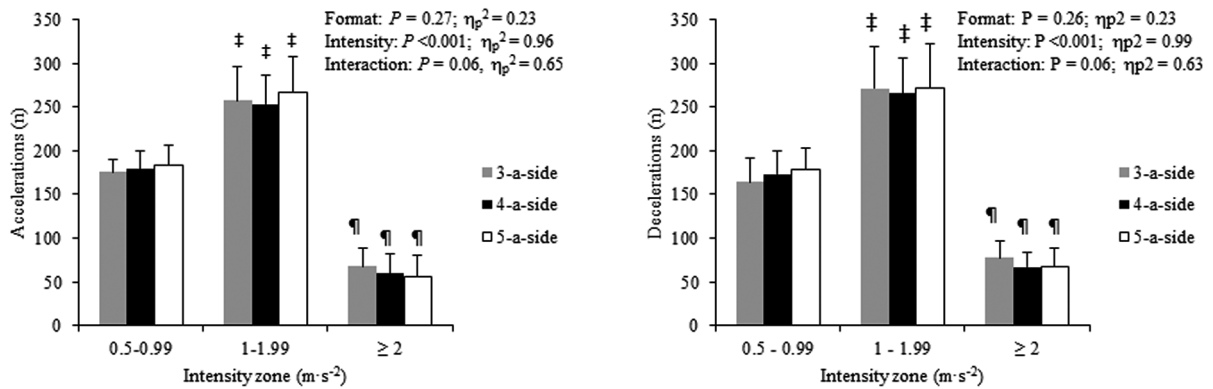 Format: P = 0.27; ηp² = 0.23
Intensity: P <0.001; ηp² = 0.96
Interaction: P = 0.06, ηp² = 0.65
350
300
250
200
150
100
50
0
Accelerations (n)
‡ ‡ ‡
¶ ¶ ¶
3-a-side
4-a-side
5-a-side
0.5-0.99 1-1.99 ≥ 2
Intensity zone (m·s⁻²)
Format: P = 0.26; ηp2 = 0.23
Intensity: P <0.001; ηp2 = 0.99
Interaction: P = 0.06; ηp2 = 0.63
350
300
250
200
150
100
50
0
Decelerations (n)
‡ ‡ ‡
¶ ¶ ¶
3-a-side
4-a-side
5-a-side
0.5 - 0.99 1 - 1.99 ≥ 2
Intensity zone (m·s⁻²)